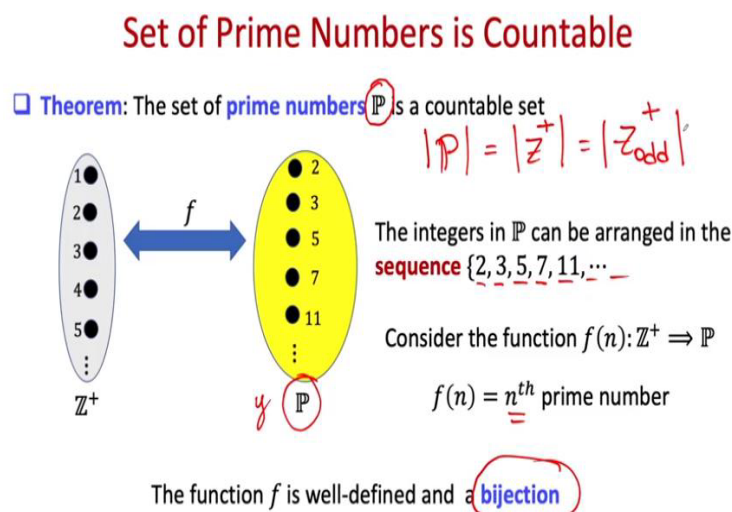 Set of Prime Numbers is Countable
❑ Theorem: The set of prime numbers ℙ is a countable set
|ℙ| = |Z⁺| = |Z⁺odd|
1 2 3 4 5 ⋮
f
2 3 5 7 11 ⋮
The integers in ℙ can be arranged in the
sequence {2, 3, 5, 7, 11, ⋯
Consider the function f(n): ℤ⁺ ⟹ ℙ
ℤ⁺ y ℙ
f(n) = nᵗʰ prime number
The function f is well-defined and a bijection